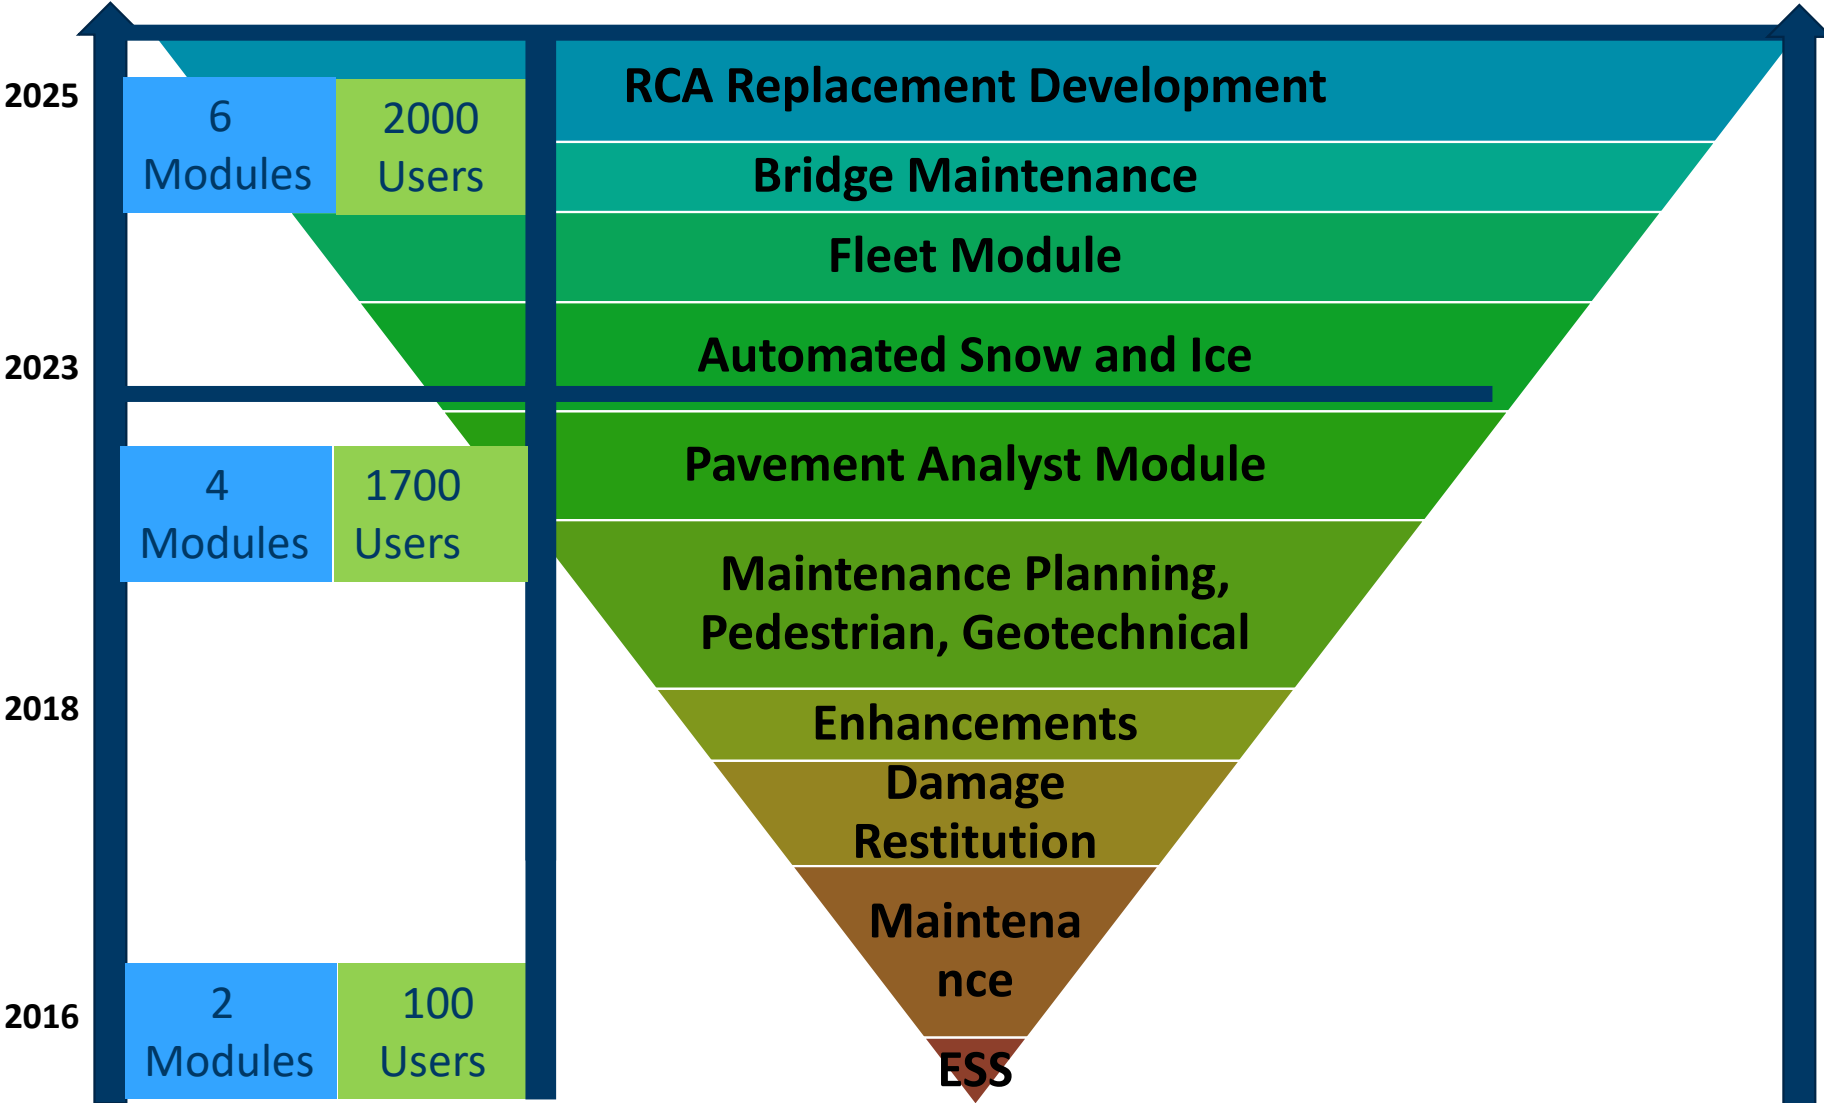 2025
6
Modules
2000
Users
RCA Replacement Development
Bridge Maintenance
Fleet Module
2023
Automated Snow and Ice
4
Modules
1700
Users
Pavement Analyst Module
Maintenance Planning,
Pedestrian, Geotechnical
2018
Enhancements
Damage
Restitution
Maintena
nce
2016
2
Modules
100
Users
ESS